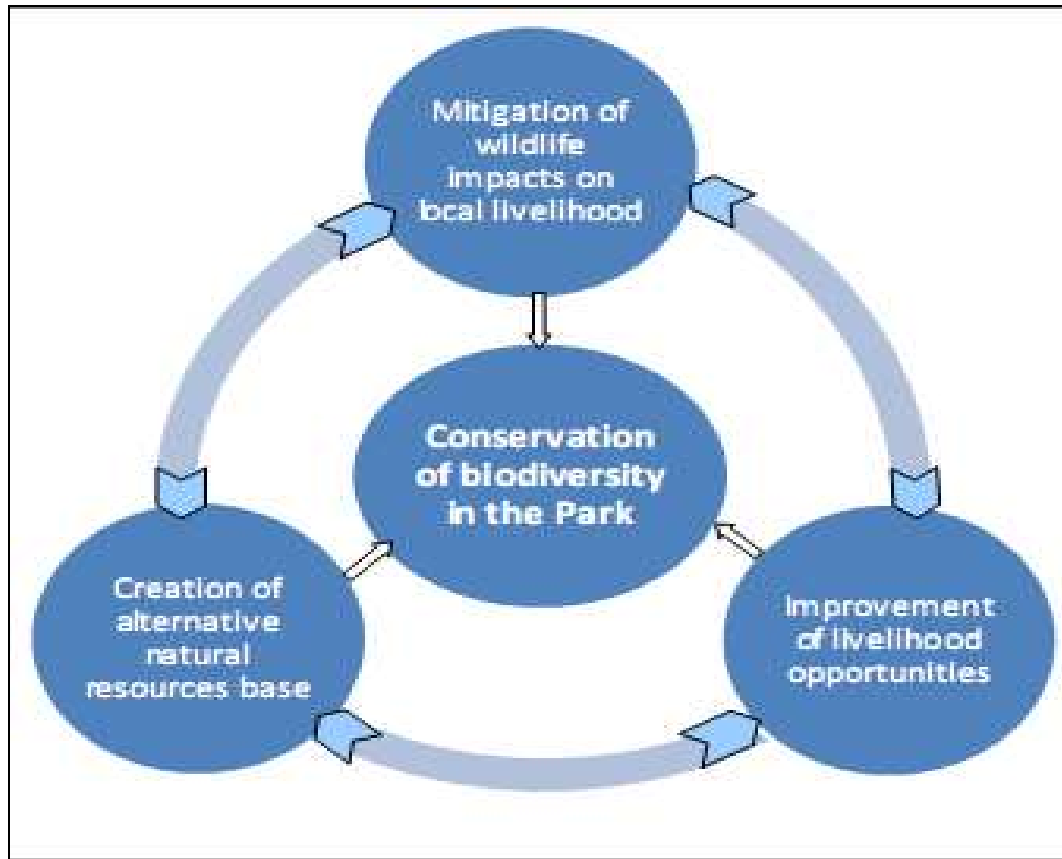 Mitigation of
wildlife
impacts on
local livelihood
Conservation
of biodiversity
in the Park
Creation of
alternative
natural
resources base
Improvement
of livelihood
opportunities